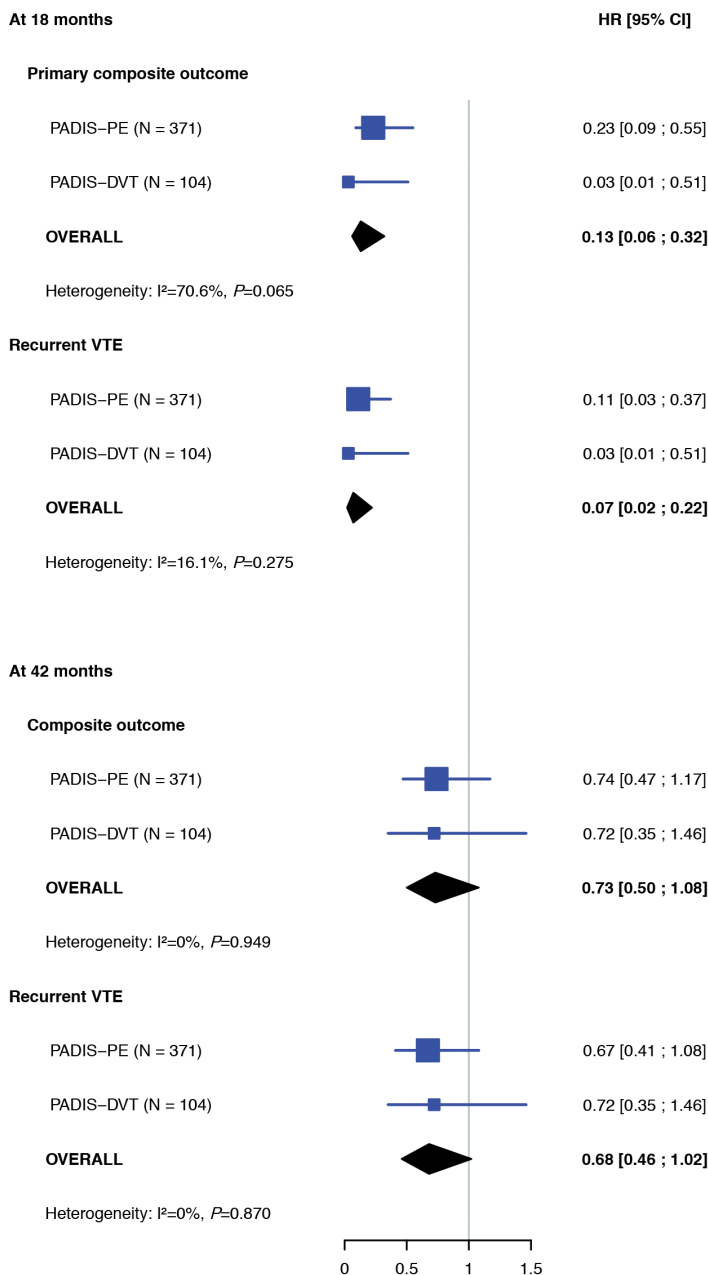 At 18 months HR [95% CI]
Primary composite outcome
PADIS−PE (N = 371) 0.23 [0.09 ; 0.55]
PADIS−DVT (N = 104) 0.03 [0.01 ; 0.51]
OVERALL 0.13 [0.06 ; 0.32]
Heterogeneity: I²=70.6%, P=0.065
Recurrent VTE
PADIS−PE (N = 371) 0.11 [0.03 ; 0.37]
PADIS−DVT (N = 104) 0.03 [0.01 ; 0.51]
OVERALL 0.07 [0.02 ; 0.22]
Heterogeneity: I²=16.1%, P=0.275
At 42 months
Composite outcome
PADIS−PE (N = 371) 0.74 [0.47 ; 1.17]
PADIS−DVT (N = 104) 0.72 [0.35 ; 1.46]
OVERALL 0.73 [0.50 ; 1.08]
Heterogeneity: I²=0%, P=0.949
Recurrent VTE
PADIS−PE (N = 371) 0.67 [0.41 ; 1.08]
PADIS−DVT (N = 104) 0.72 [0.35 ; 1.46]
OVERALL 0.68 [0.46 ; 1.02]
Heterogeneity: I²=0%, P=0.870
0 0.5 1 1.5